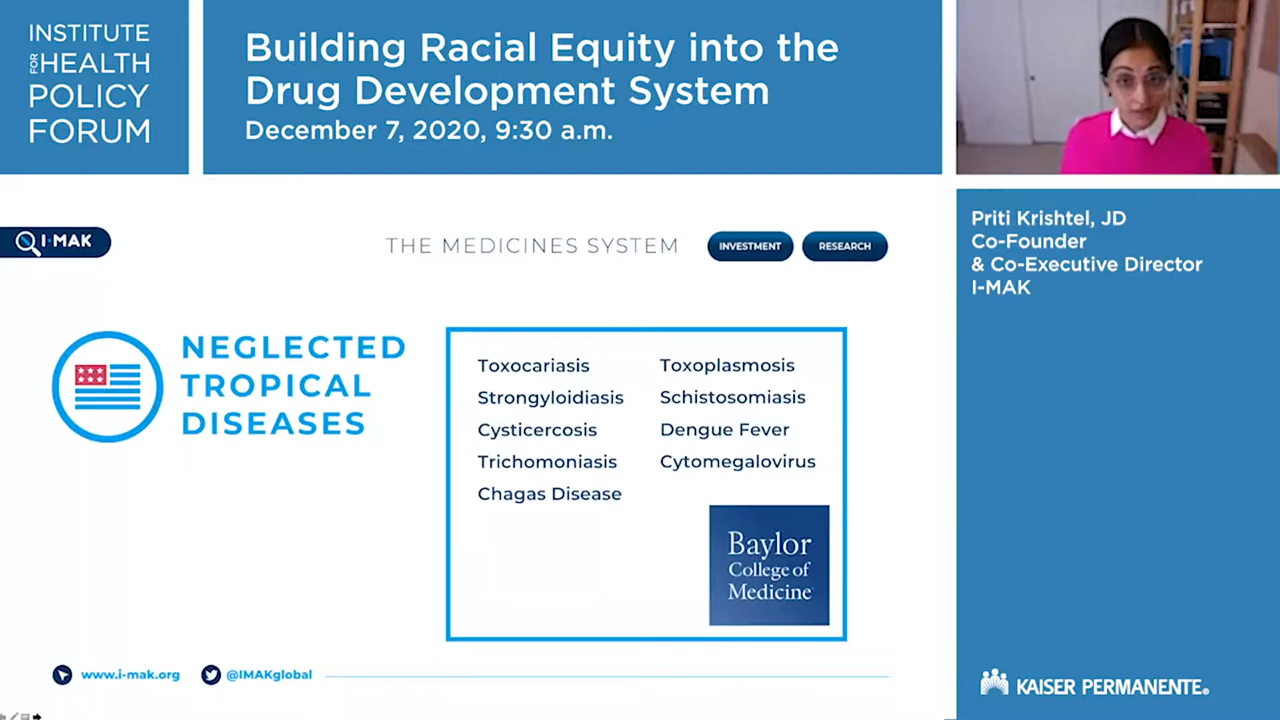 INSTITUTE
FOR HEALTH
POLICY
FORUM
Building Racial Equity into the
Drug Development System
December 7, 2020, 9:30 a.m.
Priti Krishtel, JD
Co-Founder
& Co-Executive Director
I-MAK
I-MAK
THE MEDICINES SYSTEM
INVESTMENT
RESEARCH
NEGLECTED
TROPICAL
DISEASES
Toxocariasis
Strongyloidiasis
Cysticercosis
Trichomoniasis
Chagas Disease
Toxoplasmosis
Schistosomiasis
Dengue Fever
Cytomegalovirus
Baylor
College of
Medicine
www.i-mak.org
@IMAKglobal
KAISER PERMANENTE®